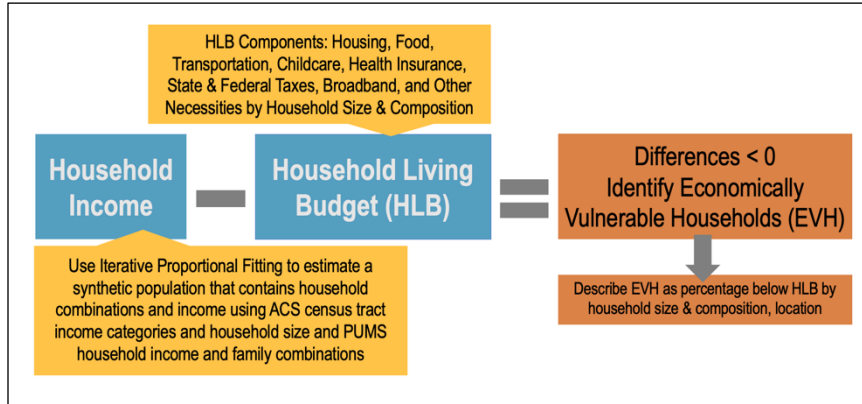 HLB Components: Housing, Food,
Transportation, Childcare, Health Insurance,
State & Federal Taxes, Broadband, and Other
Necessities by Household Size & Composition
Household
Income
Household Living
Budget (HLB)
Differences < 0
Identify Economically
Vulnerable Households (EVH)
Use Iterative Proportional Fitting to estimate a
synthetic population that contains household
combinations and income using ACS census tract
income categories and household size and PUMS
household income and family combinations
Describe EVH as percentage below HLB by
household size & composition, location